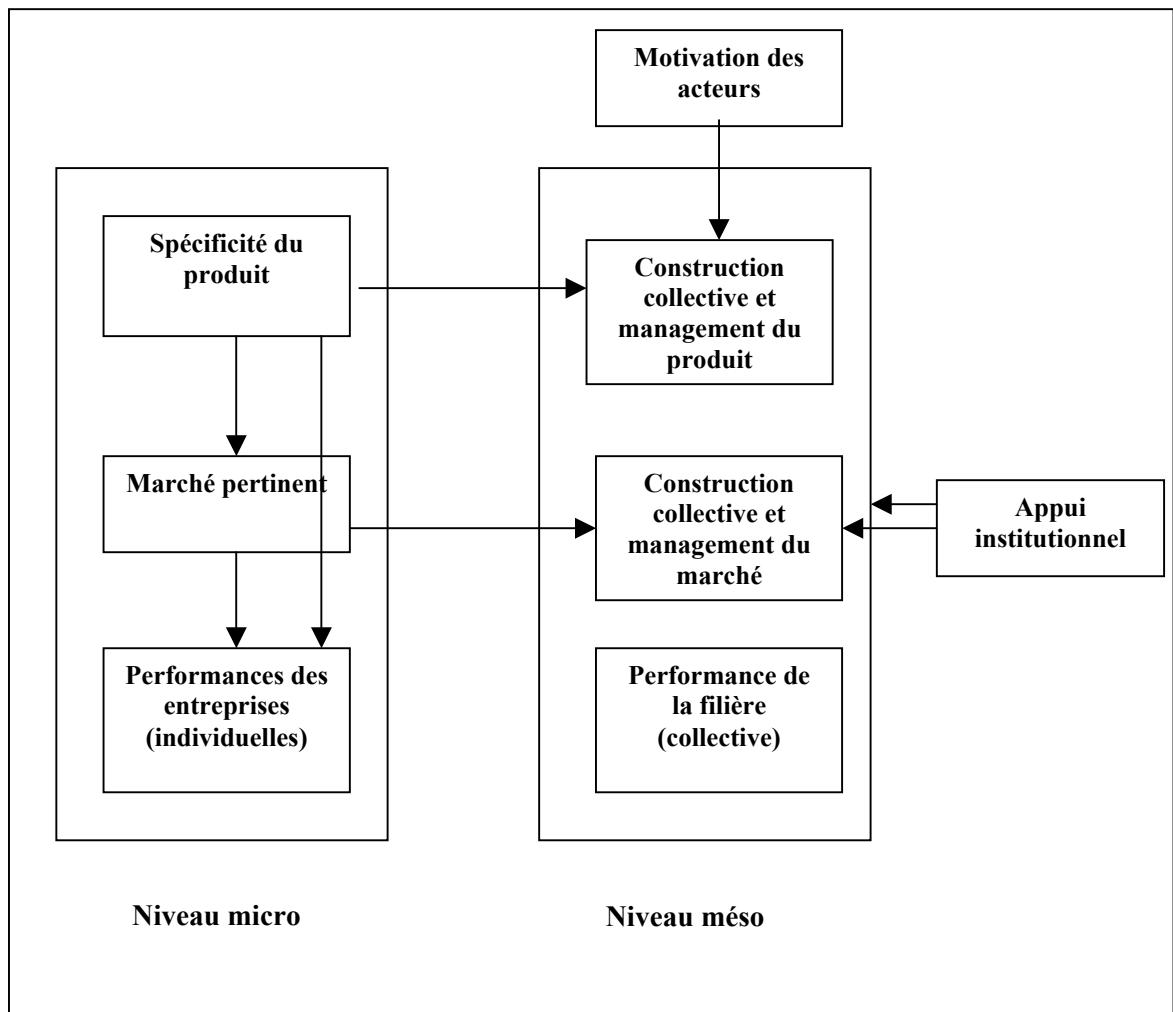 Motivation des
acteurs
Spécificité du
produit
Construction
collective et
management du
produit
Marché pertinent
Construction
collective et
management du
marché
Appui
institutionnel
Performances des
entreprises
(individuelles)
Performance de
la filière
(collective)
Niveau micro
Niveau méso